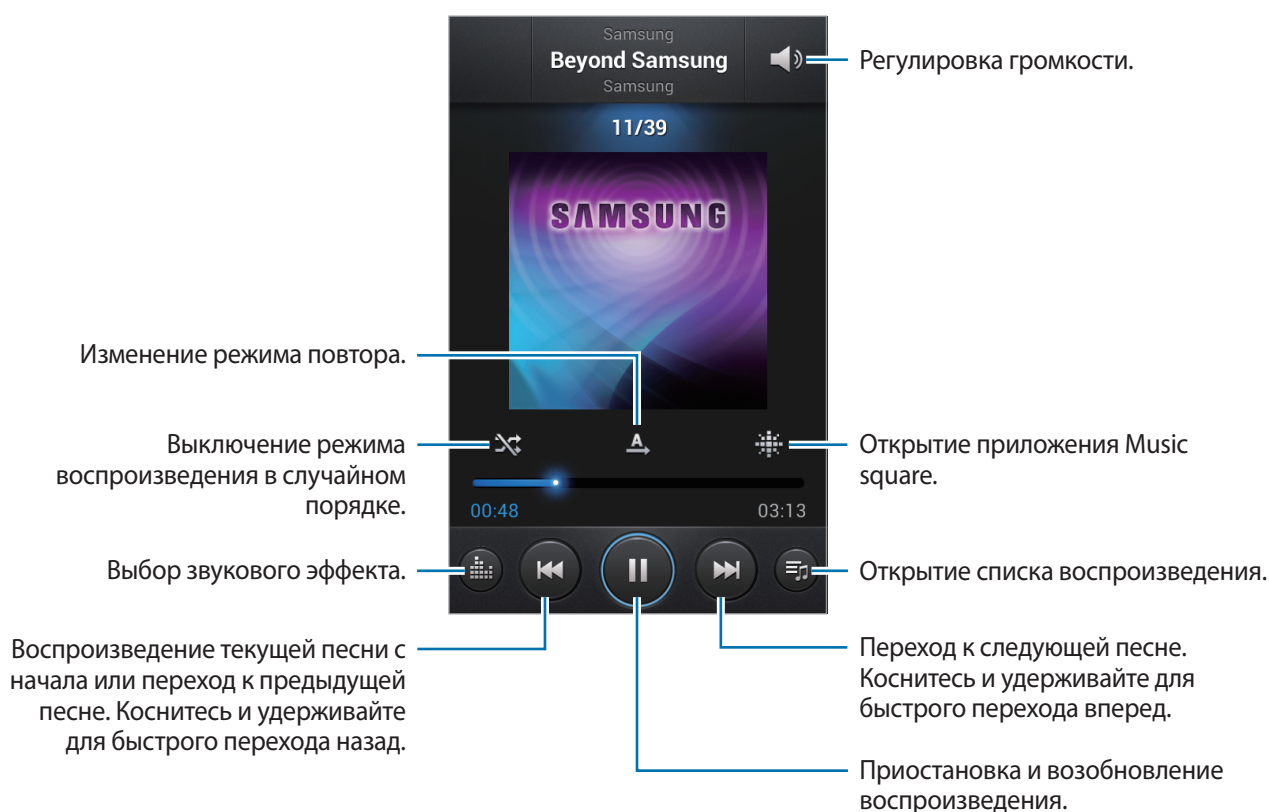 Samsung
Beyond Samsung
Samsung
Регулировка громкости.
11/39
SAMSUNG
Изменение режима повтора.
A
Выключение режима
воспроизведения в случайном
порядке.
Открытие приложения Music
square.
00:48
03:13
Выбор звукового эффекта.
Открытие списка воспроизведения.
Воспроизведение текущей песни с
начала или переход к предыдущей
песне. Коснитесь и удерживайте
для быстрого перехода назад.
Переход к следующей песне.
Коснитесь и удерживайте для
быстрого перехода вперед.
Приостановка и возобновление
воспроизведения.